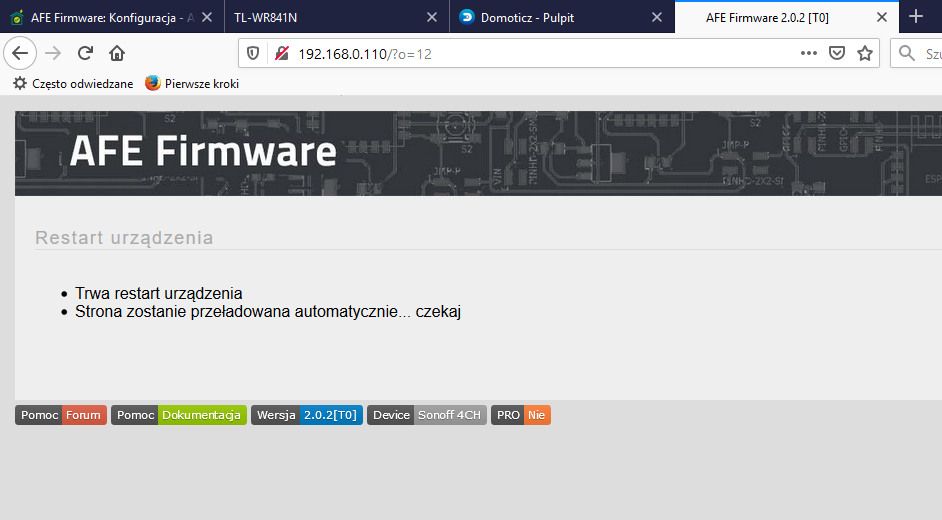 AFE Firmware: Konfiguracja - A
TL-WR841N
Domoticz - Pulpit
AFE Firmware 2.0.2 [T0]
192.168.0.110/?o=12
Szu
Często odwiedzane
Pierwsze kroki
AFE Firmware
Restart urządzenia
Trwa restart urządzenia
Strona zostanie przeładowana automatycznie... czekaj
Pomoc Forum Pomoc Dokumentacja Wersja 2.0.2[T0] Device Sonoff 4CH PRO Nie